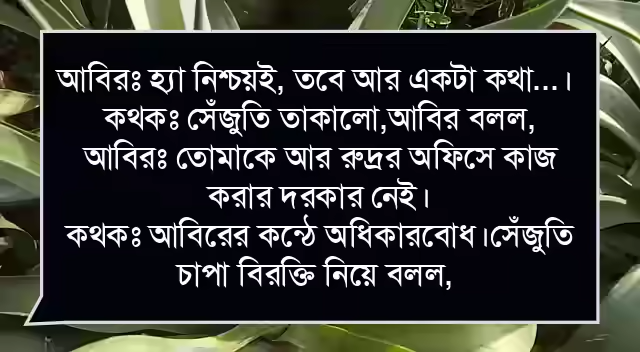 আবিরঃ হ্যা নিশ্চয়ই, তবে আর একটা কথা...।
কথকঃ সেঁজুতি তাকালো,আবির বলল,
আবিরঃ তোমাকে আর রুদ্রর অফিসে কাজ
করার দরকার নেই।
কথকঃ আবিরের কন্ঠে অধিকারবোধ।সেঁজুতি
চাপা বিরক্তি নিয়ে বলল,